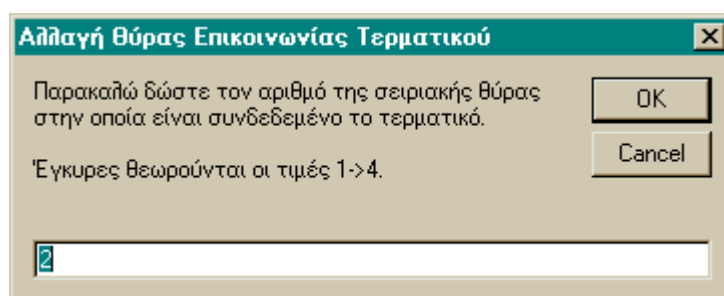 Αλλαγή Θύρας Επικοινωνίας Τερματικού
Παρακαλώ δώστε τον αριθμό της σειριακής θύρας
στην οποία είναι συνδεδεμένο το τερματικό.
Έγκυρες θεωρούνται οι τιμές 1->4.
OK
Cancel
2